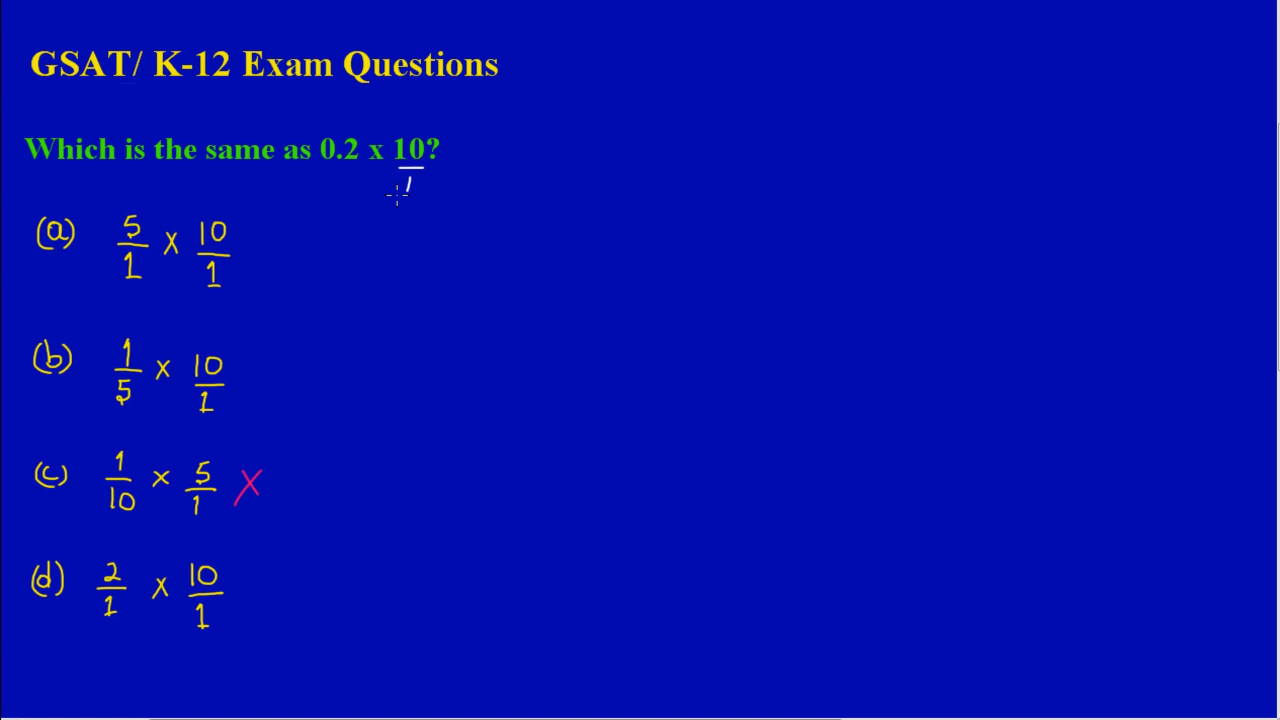 GSAT/ K-12 Exam Questions
Which is the same as 0.2 x 10?
/1
(a) 5/1 x 10/1
(b) 1/5 x 10/1
(c) 1/10 x 5/1 X
(d) 2/1 x 10/1